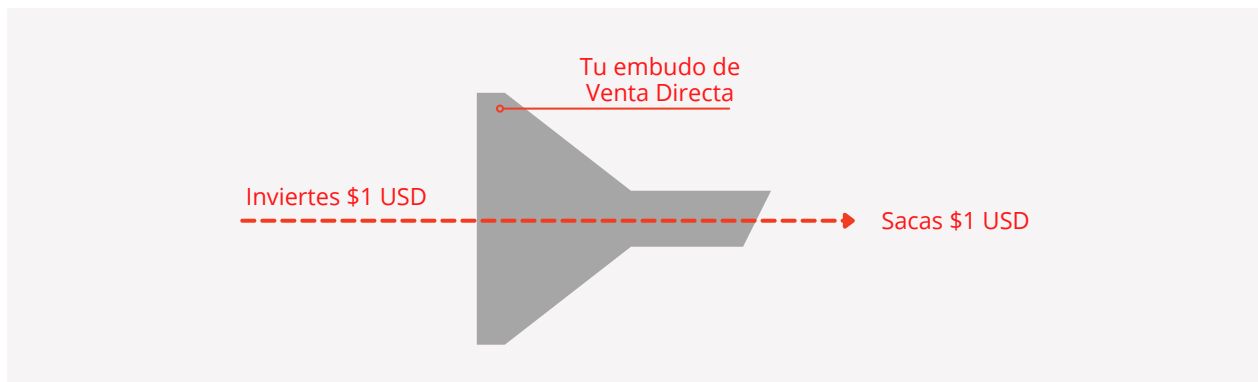 Tu embudo de
Venta Directa
Inviertes $1 USD
Sacas $1 USD